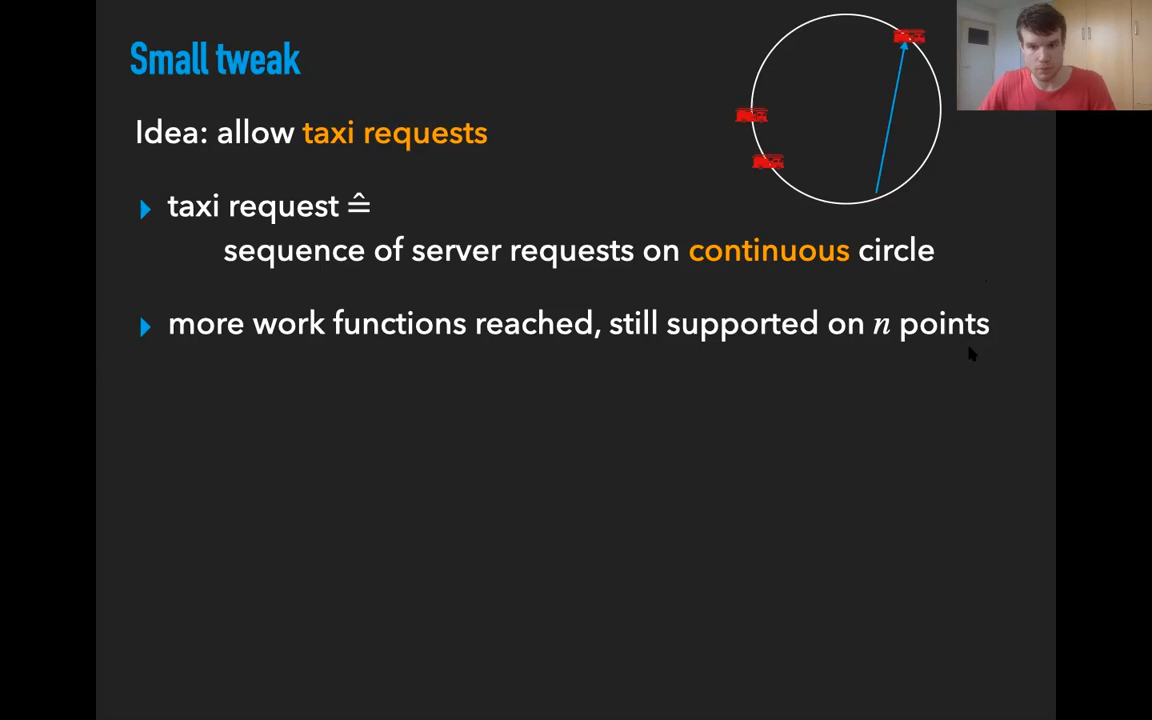 Small tweak
Idea: allow taxi requests
taxi request ≙
sequence of server requests on continuous circle
more work functions reached, still supported on n points